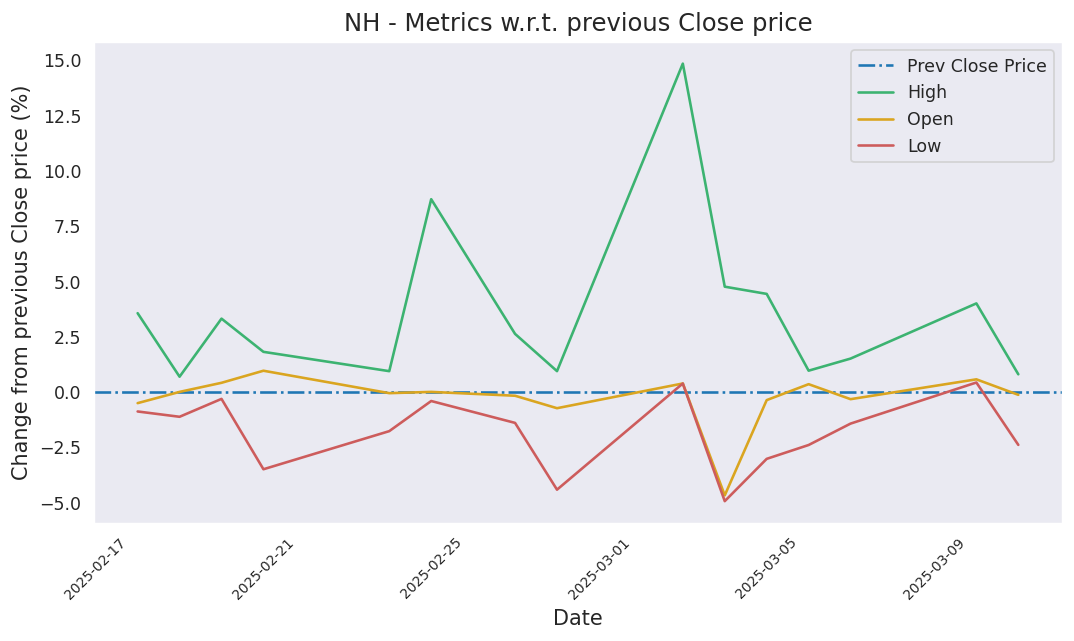 NH - Metrics w.r.t. previous Close price
Change from previous Close price (%)
15.0
12.5
10.0
7.5
5.0
2.5
0.0
−2.5
−5.0
Prev Close Price
High
Open
Low
2025-02-17
2025-02-21
2025-02-25
2025-03-01
2025-03-05
2025-03-09
Date